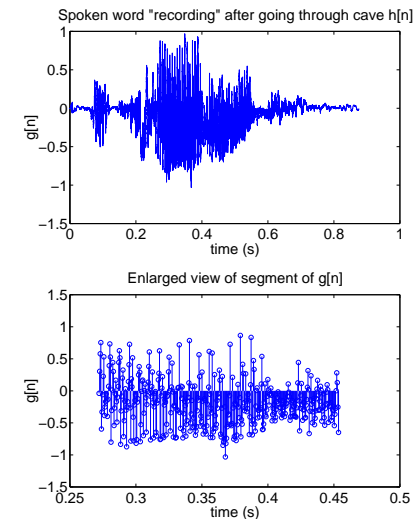 Spoken word "recording" after going through cave h[n]
1
0.5
0
−0.5
−1
−1.5
g[n]
0 0.2 0.4 0.6 0.8 1
time (s)
Enlarged view of segment of g[n]
1.5
1
0.5
0
−0.5
−1
−1.5
g[n]
0.25 0.3 0.35 0.4 0.45 0.5
time (s)